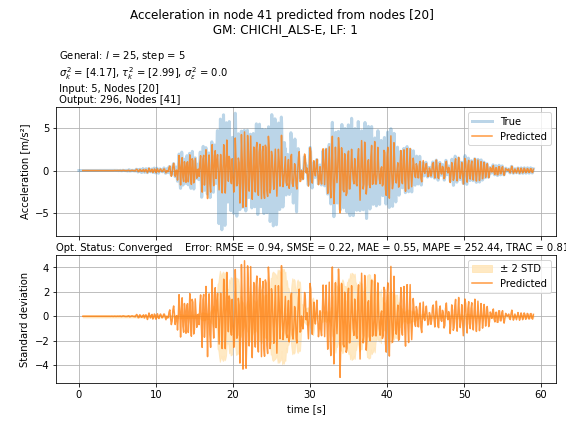 Acceleration in node 41 predicted from nodes [20]
GM: CHICHI_ALS-E, LF: 1
General: l = 25, step = 5
σ²ₖ = [4.17], τ²ₖ = [2.99], σ²ε = 0.0
Input: 5, Nodes [20]
Output: 296, Nodes [41]
Acceleration [m/s²]
5
0
−5
True
Predicted
Opt. Status: Converged Error: RMSE = 0.94, SMSE = 0.22, MAE = 0.55, MAPE = 252.44, TRAC = 0.81
Standard deviation
4
2
0
−2
−4
± 2 STD
Predicted
0 10 20 30 40 50 60
time [s]